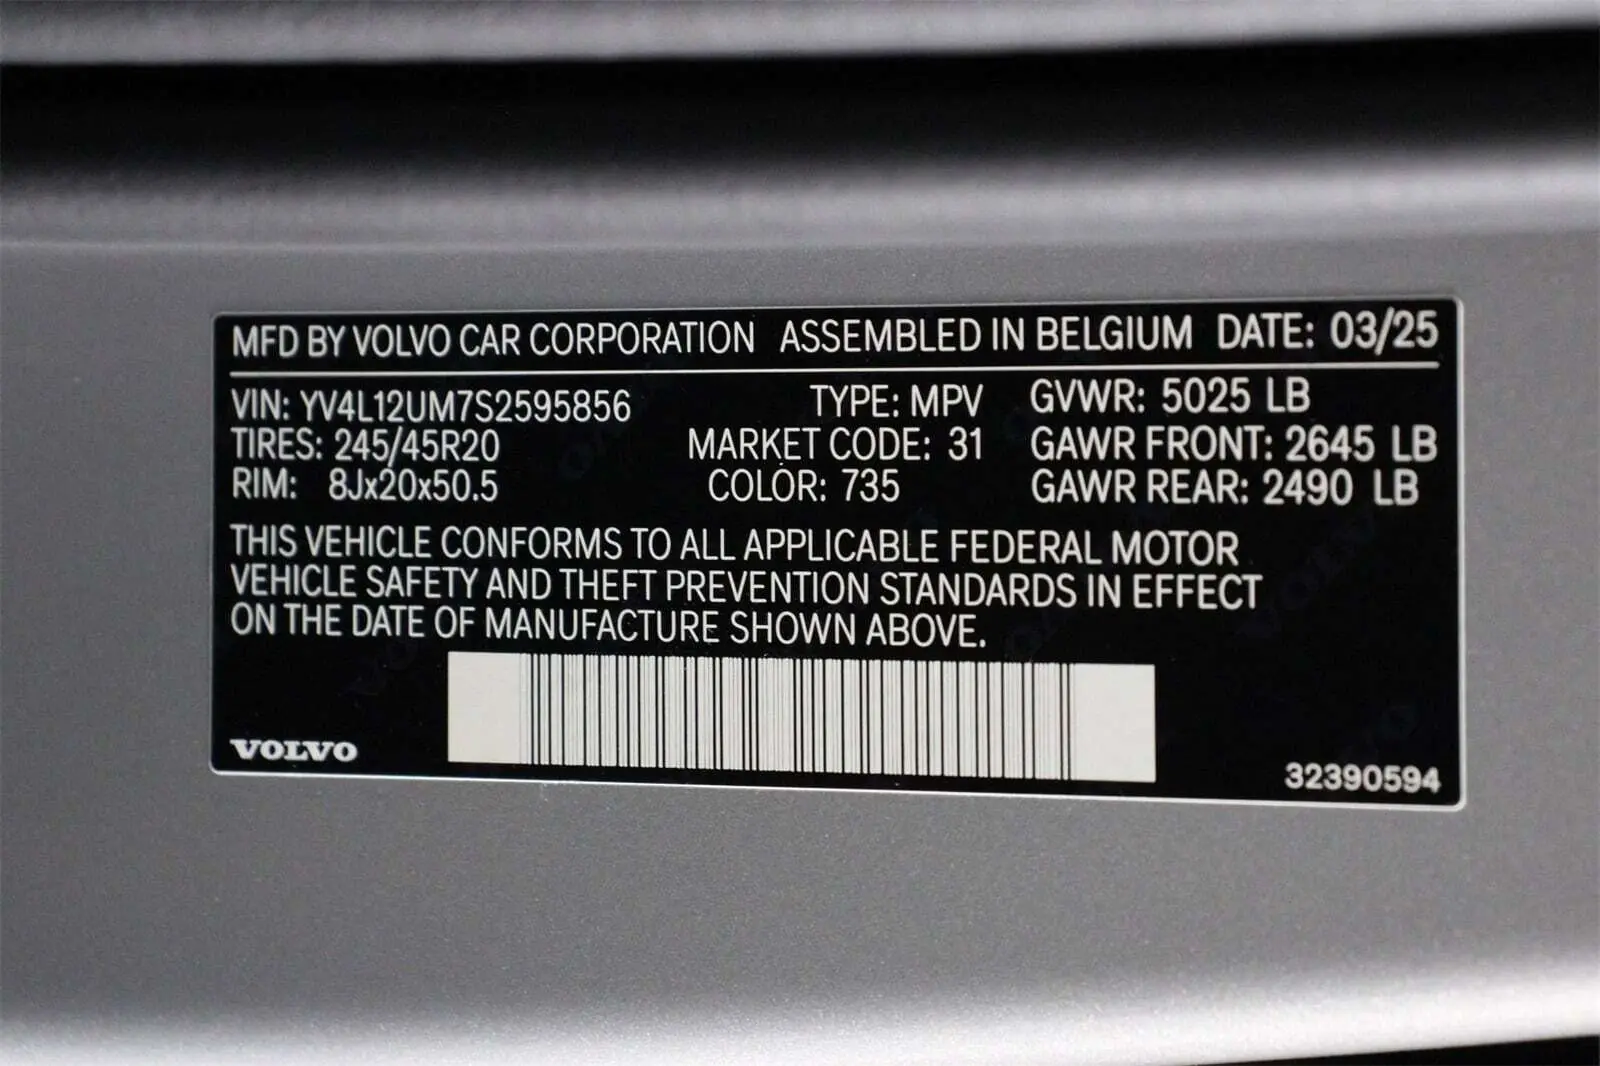 MFD BY VOLVO CAR CORPORATION ASSEMBLED IN BELGIUM DATE: 03/25
VIN: YV4L12UM7S2595856 TYPE: MPV GVWR: 5025 LB
TIRES: 245/45R20 MARKET CODE: 31 GAWR FRONT: 2645 LB
RIM: 8Jx20x50.5 COLOR: 735 GAWR REAR: 2490 LB
THIS VEHICLE CONFORMS TO ALL APPLICABLE FEDERAL MOTOR
VEHICLE SAFETY AND THEFT PREVENTION STANDARDS IN EFFECT
ON THE DATE OF MANUFACTURE SHOWN ABOVE.
VOLVO 32390594